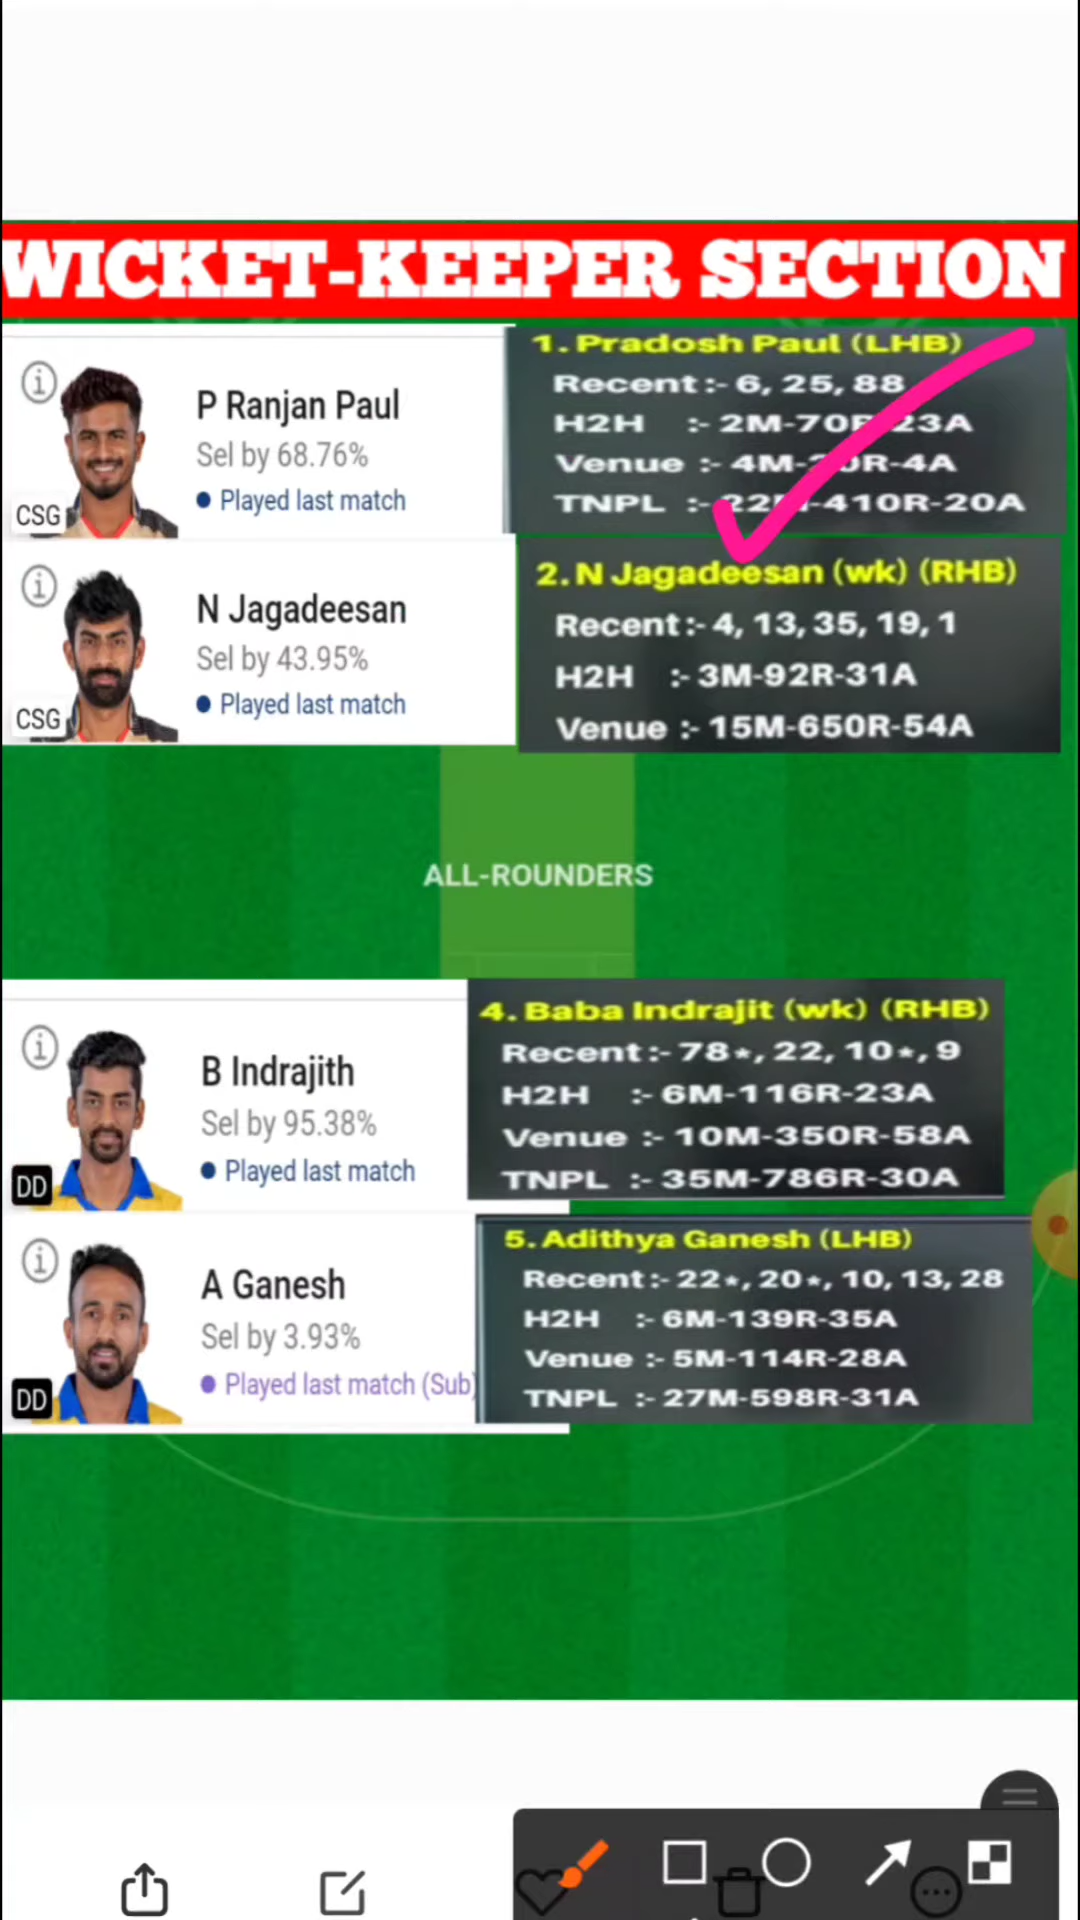 WICKET-KEEPER SECTION
P Ranjan Paul
Sel by 68.76%
Played last match
CSG
1. Pradosh Paul (LHB)
Recent :- 6, 25, 88
H2H :- 2M-70R-23A
Venue :- 4M- R-4A
TNPL :- 22M-410R-20A
N Jagadeesan
Sel by 43.95%
Played last match
CSG
2. N Jagadeesan (wk) (RHB)
Recent :- 4, 13, 35, 19, 1
H2H :- 3M-92R-31A
Venue :- 15M-650R-54A
ALL-ROUNDERS
B Indrajith
Sel by 95.38%
Played last match
DD
4. Baba Indrajit (wk) (RHB)
Recent :- 78*, 22, 10*, 9
H2H :- 6M-116R-23A
Venue :- 10M-350R-58A
TNPL :- 35M-786R-30A
A Ganesh
Sel by 3.93%
Played last match (Sub)
DD
5. Adithya Ganesh (LHB)
Recent :- 22*, 20*, 10, 13, 28
H2H :- 6M-139R-35A
Venue :- 5M-114R-28A
TNPL :- 27M-598R-31A